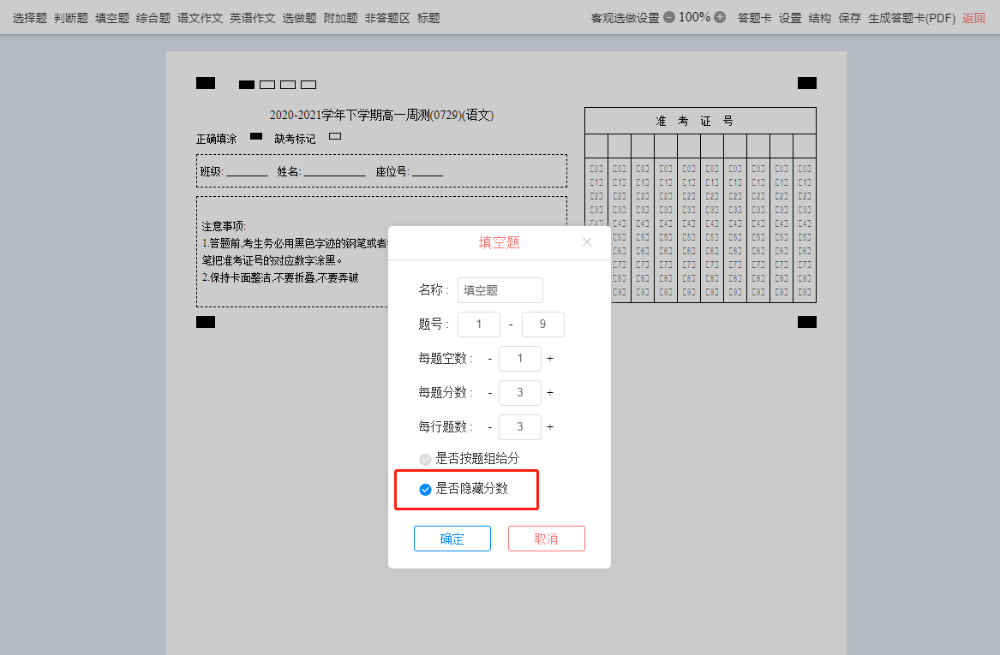 选择题 判断题 填空题 综合题 语文作文 英语作文 选做题 附加题 非答题区 标题 客观选做设置 100% 答题卡 设置 结构 保存 生成答题卡(PDF) 返回
2020-2021学年下学期高一周测(0729)(语文)
正确填涂 缺考标记
班级: 姓名: 座位号:
准 考 证 号
[0] [0] [0] [0] [0] [0] [0] [0] [0] [0]
[1] [1] [1] [1] [1] [1] [1] [1] [1] [1]
[2] [2] [2] [2] [2] [2] [2] [2] [2] [2]
[3] [3] [3] [3] [3] [3] [3] [3] [3] [3]
[4] [4] [4] [4] [4] [4] [4] [4] [4]
[5] [5] [5] [5] [5] [5] [5] [5] [5]
[6] [6] [6] [6] [6] [6] [6] [6] [6]
[7] [7] [7] [7] [7] [7] [7] [7] [7]
[8] [8] [8] [8] [8] [8] [8] [8] [8]
[9] [9] [9] [9] [9] [9] [9] [9] [9]
注意事项:
1.答题前,考生务必用黑色字迹的钢笔或者
笔把准考证号的对应数字涂黑。
2.保持卡面整洁,不要折叠,不要弄破
填空题 ×
名称: 填空题
题号: 1 - 9
每题空数: - 1 +
每题分数: - 3 +
每行题数: - 3 +
是否按题组给分
是否隐藏分数
确定 取消